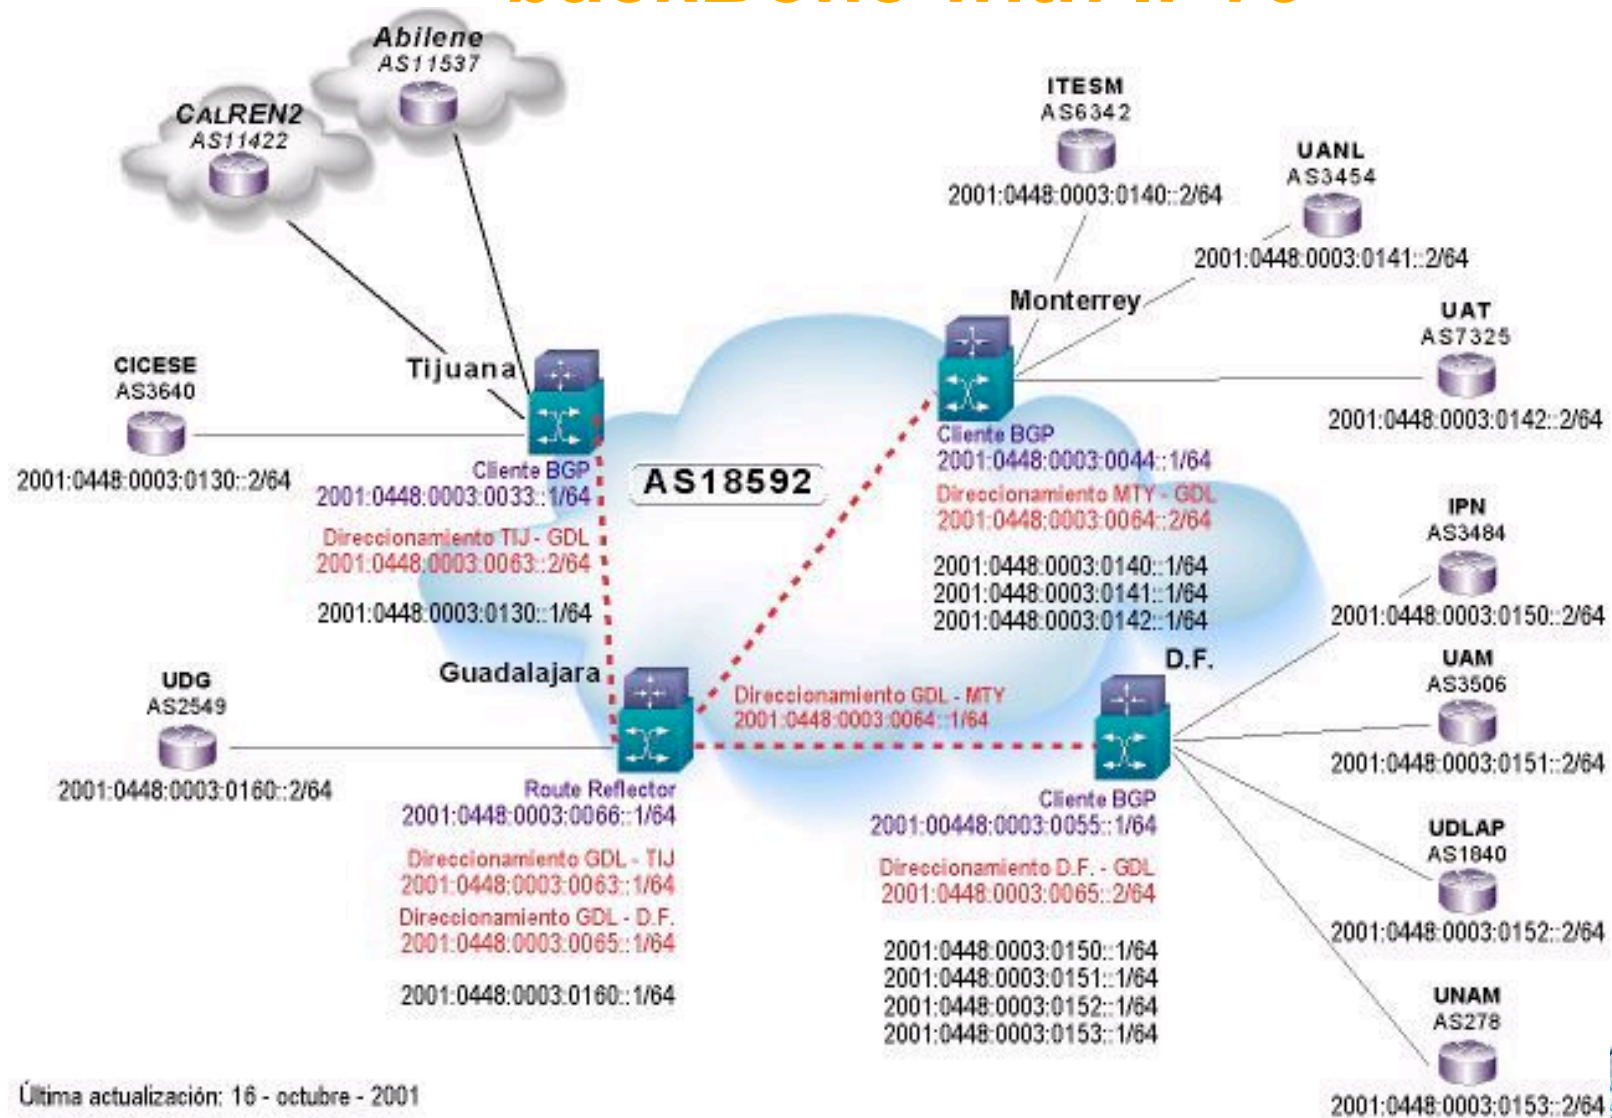 backBone with IPv6
Abilene
AS11537
CALREN2
AS11422
ITESM
AS6342
2001:0448:0003:0140::2/64
UANL
AS3454
2001:0448:0003:0141::2/64
Monterrey
UAT
AS7325
2001:0448:0003:0142::2/64
Tijuana
CICESE
AS3640
2001:0448:0003:0130::2/64
Cliente BGP
2001:0448:0003:0033::1/64
Direccionamiento TIJ - GDL
2001:0448:0003:0063::2/64
2001:0448:0003:0130::1/64
AS18592
Cliente BGP
2001:0448:0003:0044::1/64
Direccionamiento MTY - GDL
2001:0448:0003:0064::2/64
2001:0448:0003:0140::1/64
2001:0448:0003:0141::1/64
2001:0448:0003:0142::1/64
IPN
AS3484
2001:0448:0003:0150::2/64
D.F.
UAM
AS3506
2001:0448:0003:0151::2/64
Guadalajara
UDG
AS2549
2001:0448:0003:0160::2/64
Direccionamiento GDL - MTY
2001:0448:0003:0064::1/64
Route Reflector
2001:0448:0003:0066::1/64
Direccionamiento GDL - TIJ
2001:0448:0003:0063::1/64
Direccionamiento GDL - D.F.
2001:0448:0003:0065::1/64
2001:0448:0003:0160::1/64
Cliente BGP
2001:00448:0003:0055::1/64
Direccionamiento D.F. - GDL
2001:0448:0003:0065::2/64
2001:0448:0003:0150::1/64
2001:0448:0003:0151::1/64
2001:0448:0003:0152::1/64
2001:0448:0003:0153::1/64
UDLAP
AS1840
2001:0448:0003:0152::2/64
UNAM
AS278
2001:0448:0003:0153::2/64
Última actualización: 16 - octubre - 2001